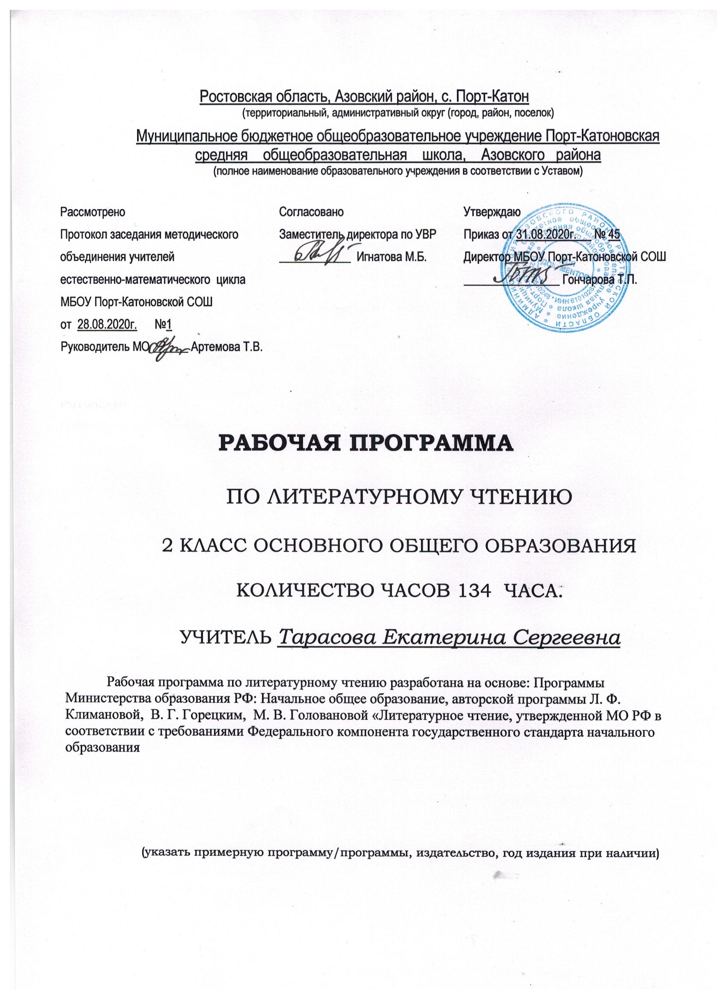 Ростовская область, Азовский район, с. Порт-Катон
(территориальный, административный округ (город, район, поселок)
Муниципальное бюджетное общеобразовательное учреждение Порт-Катоновская
средняя общеобразовательная школа, Азовского района
(полное наименование образовательного учреждения в соответствии с Уставом)
Рассмотрено
Протокол заседания методического
объединения учителей
естественно-математического цикла
МБОУ Порт-Катоновской СОШ
от 28.08.2020г. №1
Руководитель МО Артемова Т.В.
Согласовано
Заместитель директора по УВР
Игнатова М.Б.
Утверждаю
Приказ от 31.08.2020г. № 45
Директор МБОУ Порт-Катоновской СОШ
Гончарова Т.П.
РАБОЧАЯ ПРОГРАММА
ПО ЛИТЕРАТУРНОМУ ЧТЕНИЮ
2 КЛАСС ОСНОВНОГО ОБЩЕГО ОБРАЗОВАНИЯ
КОЛИЧЕСТВО ЧАСОВ 134 ЧАСА.
УЧИТЕЛЬ Тарасова Екатерина Сергеевна
Рабочая программа по литературному чтению разработана на основе: Программы
Министерства образования РФ: Начальное общее образование, авторской программы Л. Ф.
Климановой, В. Г. Горецким, М. В. Головановой «Литературное чтение, утвержденной МО РФ в
соответствии с требованиями Федерального компонента государственного стандарта начального
образования
(указать примерную программу/программы, издательство, год издания при наличии)